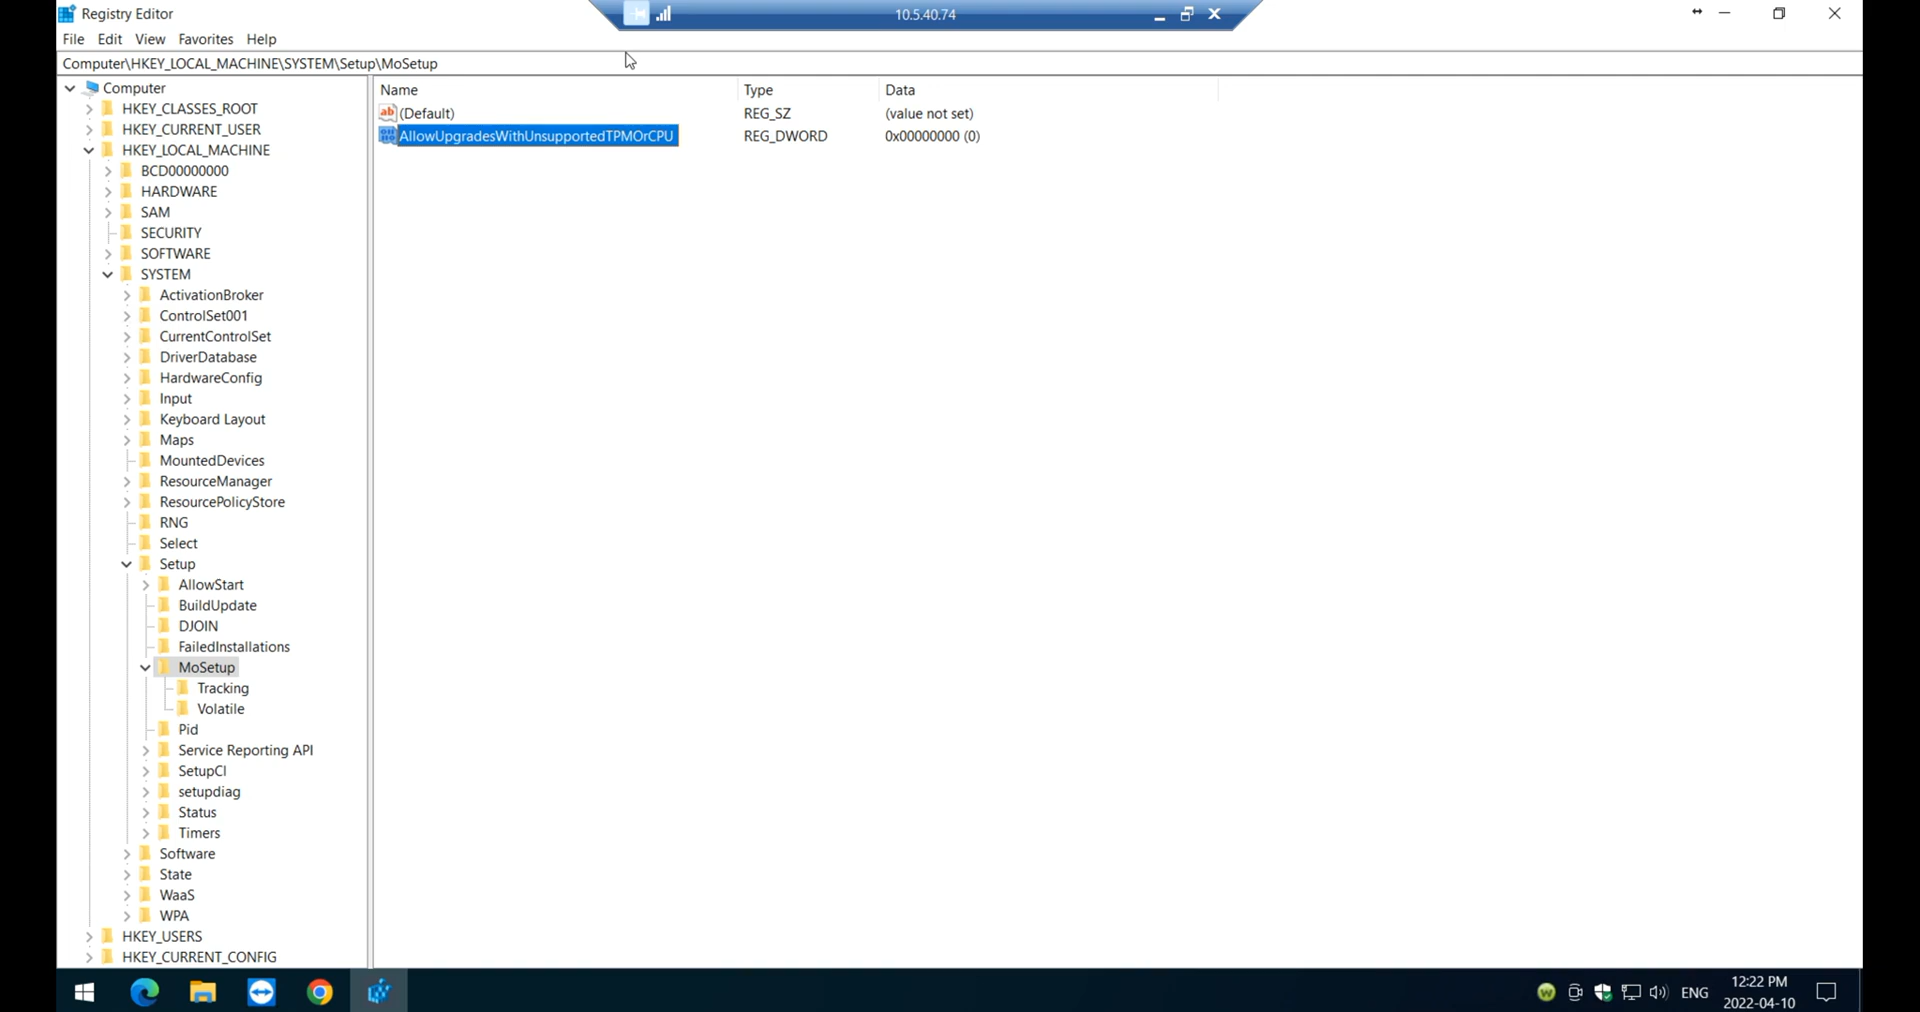 Registry Editor
10.5.40.74
File Edit View Favorites Help
Computer\HKEY_LOCAL_MACHINE\SYSTEM\Setup\MoSetup
Computer
HKEY_CLASSES_ROOT
HKEY_CURRENT_USER
HKEY_LOCAL_MACHINE
BCD00000000
HARDWARE
SAM
SECURITY
SOFTWARE
SYSTEM
ActivationBroker
ControlSet001
CurrentControlSet
DriverDatabase
HardwareConfig
Input
Keyboard Layout
Maps
MountedDevices
ResourceManager
ResourcePolicyStore
RNG
Select
Setup
AllowStart
BuildUpdate
DJOIN
FailedInstallations
MoSetup
Tracking
Volatile
Pid
Service Reporting API
SetupCl
setupdiag
Status
Timers
Software
State
WaaS
WPA
HKEY_USERS
HKEY_CURRENT_CONFIG
Name Type Data
ab (Default) REG_SZ (value not set)
AllowUpgradesWithUnsupportedTPMOrCPU REG_DWORD 0x00000000 (0)
W ENG 12:22 PM
2022-04-10